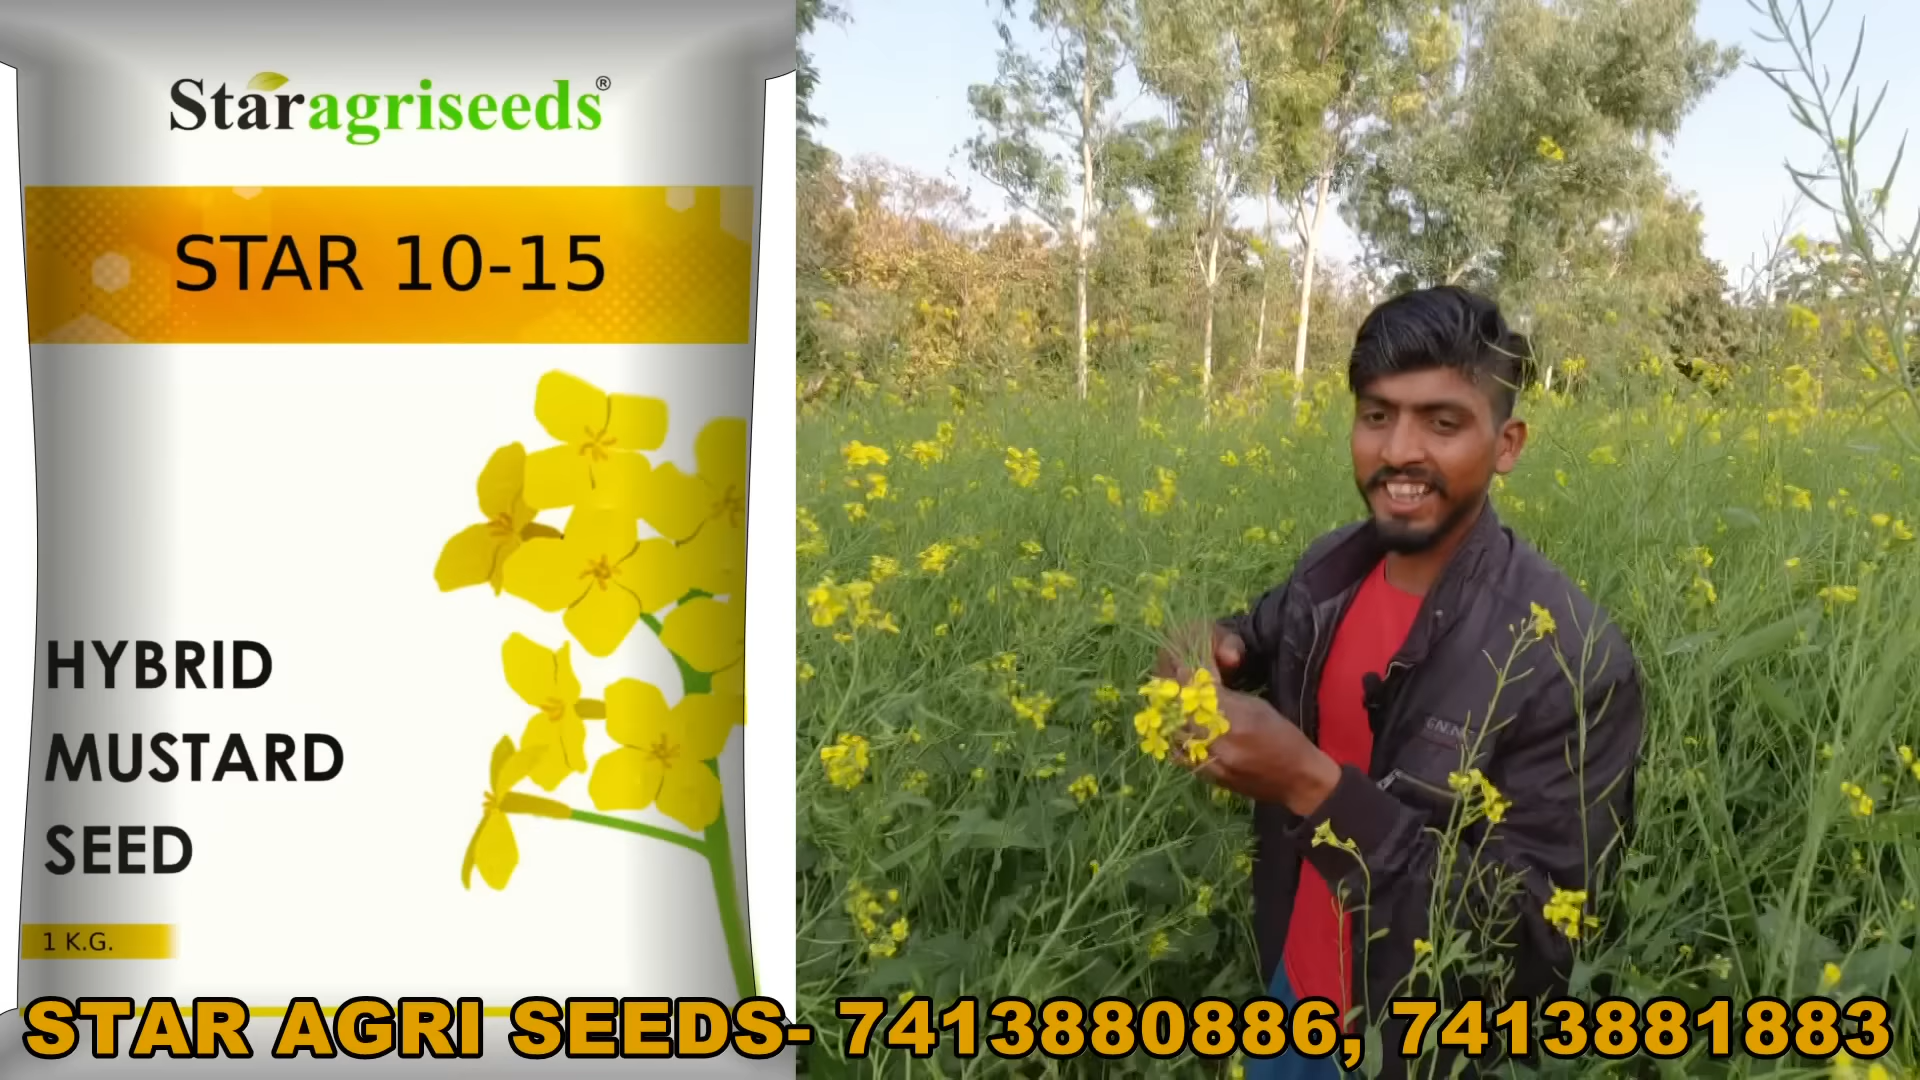 Staragriseeds®
STAR 10-15
HYBRID
MUSTARD
SEED
1 K.G.
STAR AGRI SEEDS- 7413880886, 7413881883